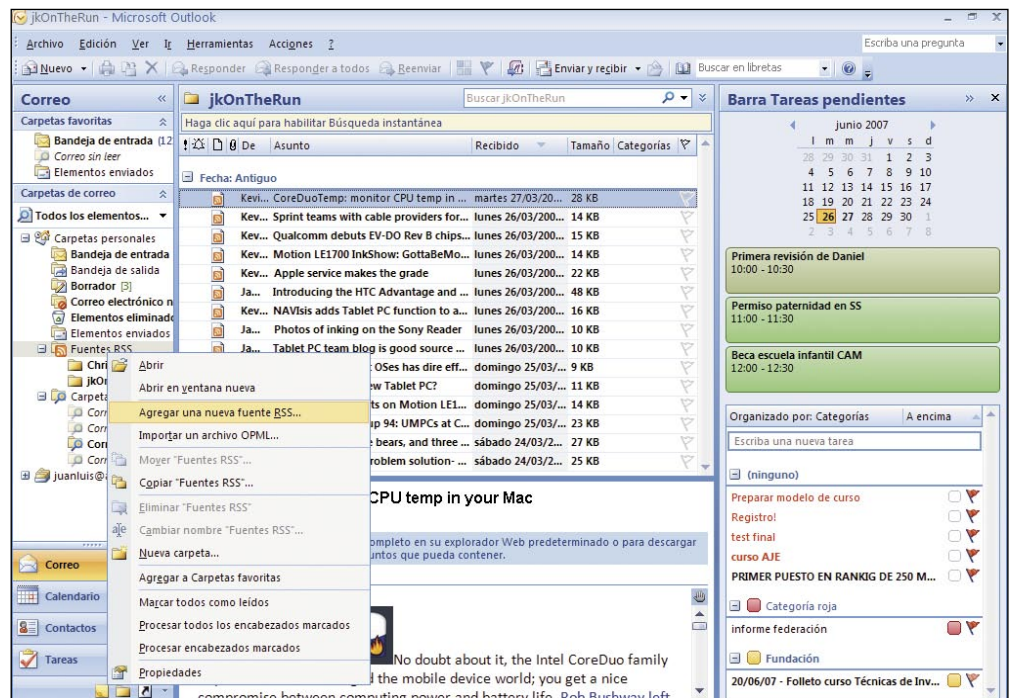 jkOnTheRun - Microsoft Outlook
Archivo Edición Ver Ir Herramientas Acciones ?
Escriba una pregunta
Nuevo Responder Responder a todos Reenviar Enviar y recibir Buscar en libretas
Correo
Carpetas favoritas
Bandeja de entrada (12
Correo sin leer
Elementos enviados
Carpetas de correo
Todos los elementos...
Carpetas personales
Bandeja de entrada
Bandeja de salida
Borrador [3]
Correo electrónico n
Elementos eliminado
Elementos enviados
Fuentes RSS
Chri
jkOn
Carpeta
Corr
Corr
Corr
Corr
juanluis@
Correo
Calendario
Contactos
Tareas
Abrir
Abrir en ventana nueva
Agregar una nueva fuente RSS...
Importar un archivo OPML...
Mover "Fuentes RSS"...
Copiar "Fuentes RSS"...
Eliminar "Fuentes RSS"
Cambiar nombre "Fuentes RSS"...
Nueva carpeta...
Agregar a Carpetas favoritas
Marcar todos como leídos
Procesar todos los encabezados marcados
Procesar encabezados marcados
Propiedades
jkOnTheRun
Buscar jkOnTheRun
Haga clic aquí para habilitar Búsqueda instantánea
De Asunto Recibido Tamaño Categorías
Fecha: Antiguo
Kevi... CoreDuoTemp: monitor CPU temp in ... martes 27/03/20... 28 KB
Kev... Sprint teams with cable providers for... lunes 26/03/200... 14 KB
Kev... Qualcomm debuts EV-DO Rev B chips... lunes 26/03/200... 15 KB
Kev... Motion LE1700 InkShow: GottaBeMo... lunes 26/03/200... 14 KB
Kev... Apple service makes the grade lunes 26/03/200... 22 KB
Ja... Introducing the HTC Advantage and ... lunes 26/03/200... 48 KB
Kev... NAVIsis adds Tablet PC function to a... lunes 26/03/200... 16 KB
Ja... Photos of inking on the Sony Reader lunes 26/03/200... 10 KB
Ja... Tablet PC team blog is good source ... lunes 26/03/200... 10 KB
OSes has dire eff... domingo 25/03/... 9 KB
ew Tablet PC? domingo 25/03/... 11 KB
ts on Motion LE1... domingo 25/03/... 14 KB
up 94: UMPCs at C... domingo 25/03/... 23 KB
e bears, and three ... sábado 24/03/2... 27 KB
roblem solution- ... sábado 24/03/2... 25 KB
CPU temp in your Mac
ompleto en su explorador Web predeterminado o para descargar
untos que pueda contener.
No doubt about it, the Intel CoreDuo family
d the mobile device world; you get a nice
compromise between computing power and battery life. Rob Bushway left
Barra Tareas pendientes
junio 2007
l m m j v s d
28 29 30 31 1 2 3
4 5 6 7 8 9 10
11 12 13 14 15 16 17
18 19 20 21 22 23 24
25 26 27 28 29 30 1
2 3 4 5 6 7 8
Primera revisión de Daniel
10:00 - 10:30
Permiso paternidad en SS
11:00 - 11:30
Beca escuela infantil CAM
12:00 - 12:30
Organizado por: Categorías A encima
Escriba una nueva tarea
(ninguno)
Preparar modelo de curso
Registro!
test final
curso AJE
PRIMER PUESTO EN RANKIG DE 250 M...
Categoría roja
informe federación
Fundación
20/06/07 - Folleto curso Técnicas de Inv...